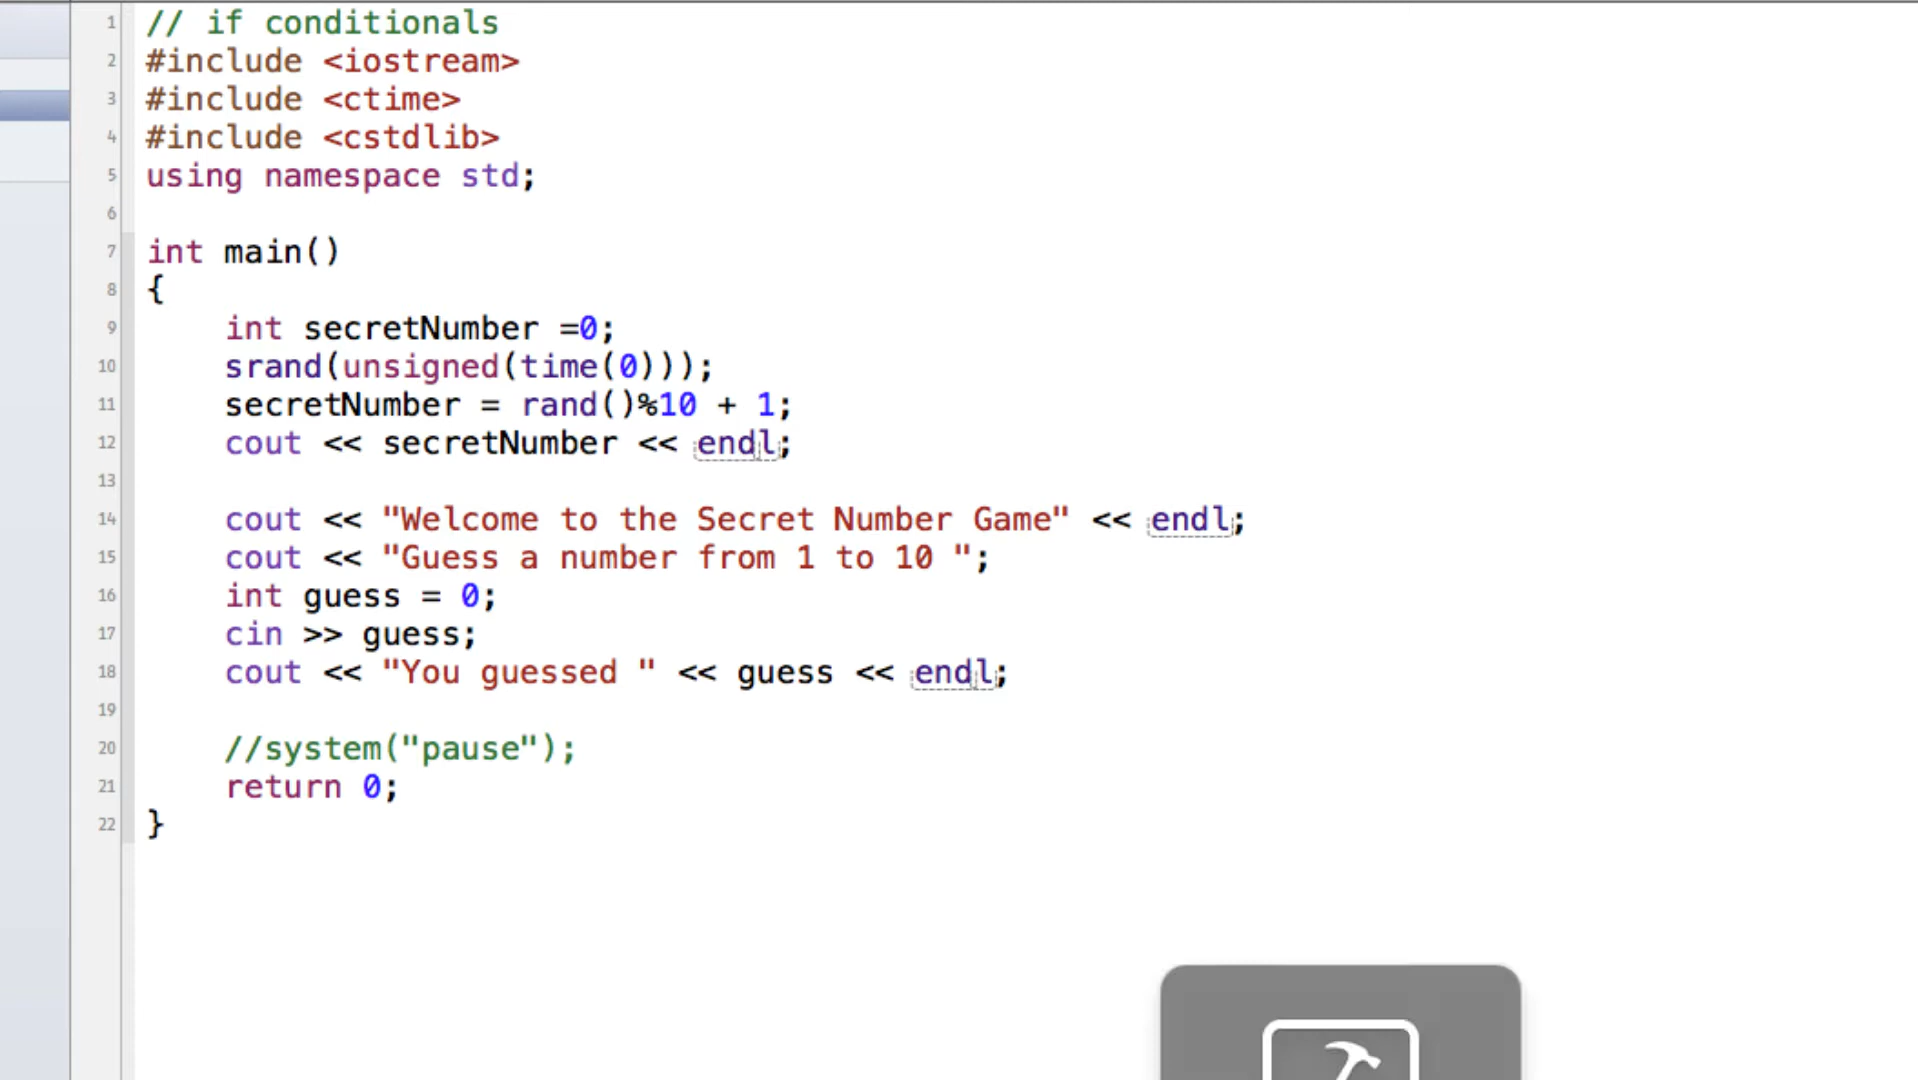 1 // if conditionals
2 #include <iostream>
3 #include <ctime>
4 #include <cstdlib>
5 using namespace std;
6
7 int main()
8 {
9 int secretNumber =0;
10 srand(unsigned(time(0)));
11 secretNumber = rand()%10 + 1;
12 cout << secretNumber << endl;
13
14 cout << "Welcome to the Secret Number Game" << endl;
15 cout << "Guess a number from 1 to 10 ";
16 int guess = 0;
17 cin >> guess;
18 cout << "You guessed " << guess << endl;
19
20 //system("pause");
21 return 0;
22 }